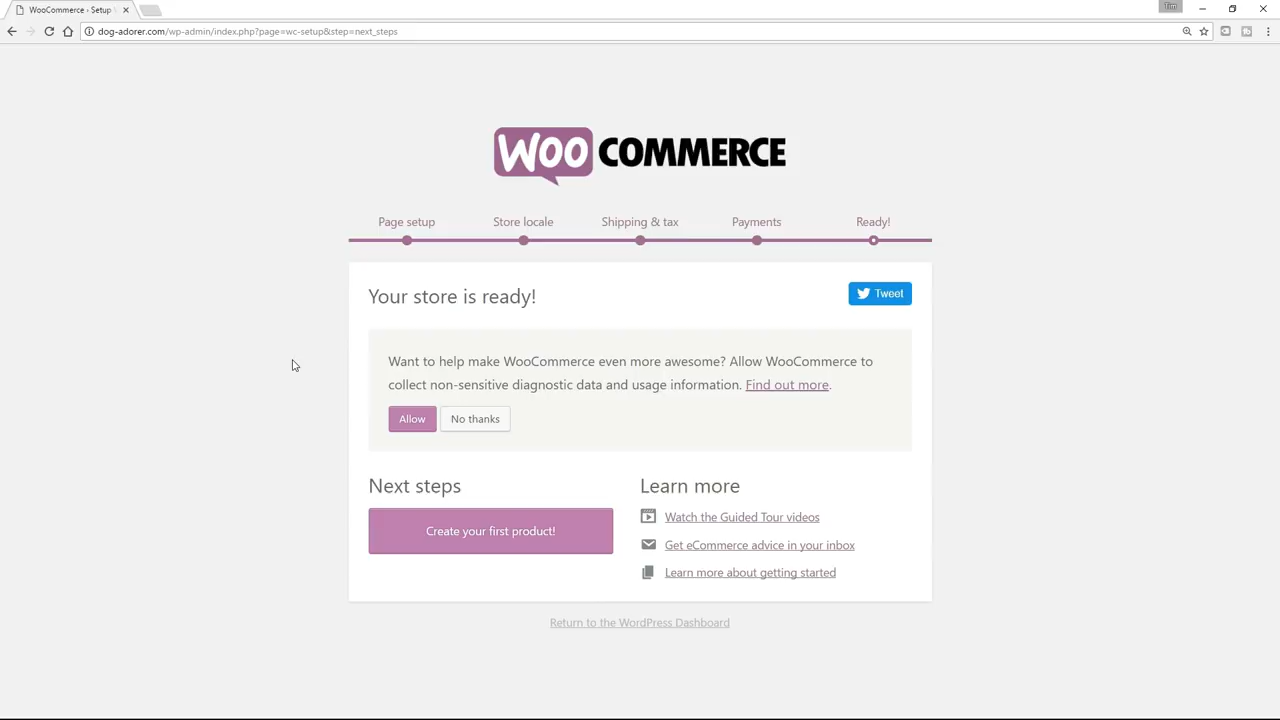 WooCommerce › Setup
Tim
dog-adorer.com/wp-admin/index.php?page=wc-setup&step=next_steps
WOO COMMERCE
Page setup
Store locale
Shipping & tax
Payments
Ready!
Your store is ready!
Tweet
Want to help make WooCommerce even more awesome? Allow WooCommerce to
collect non-sensitive diagnostic data and usage information. Find out more.
Allow
No thanks
Next steps
Create your first product!
Learn more
Watch the Guided Tour videos
Get eCommerce advice in your inbox
Learn more about getting started
Return to the WordPress Dashboard